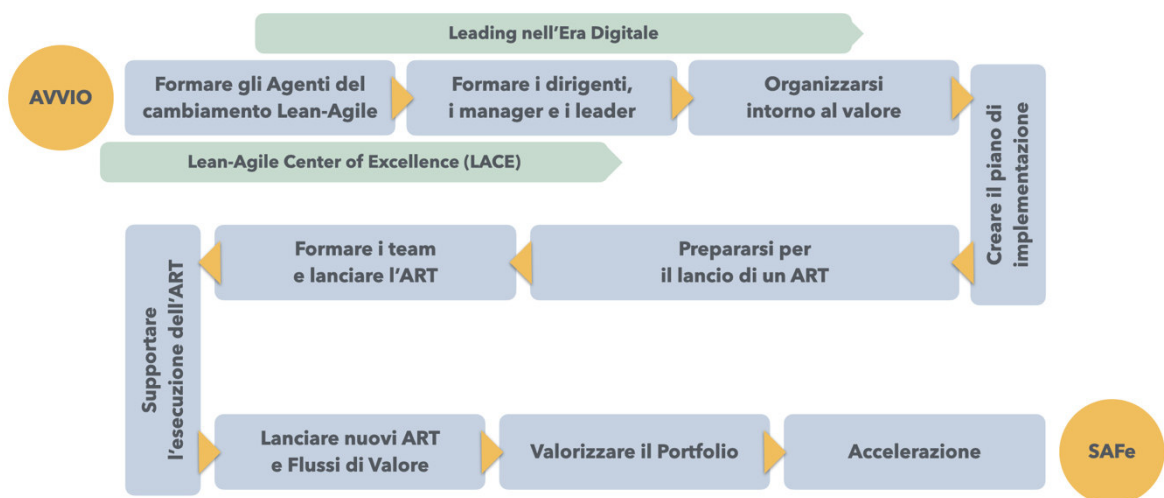 Leading nell'Era Digitale
AVVIO
Formare gli Agenti del
cambiamento Lean-Agile
Formare i dirigenti,
i manager e i leader
Organizzarsi
intorno al valore
Lean-Agile Center of Excellence (LACE)
Creare il piano di
implementazione
Prepararsi per
il lancio di un ART
Formare i team
e lanciare l'ART
Supportare
l'esecuzione dell'ART
Lanciare nuovi ART
e Flussi di Valore
Valorizzare il Portfolio
Accelerazione
SAFe